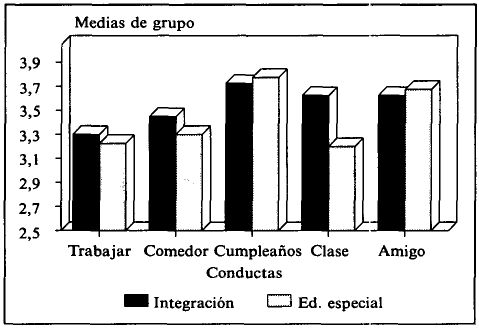 Medias de grupo
3,9
3,7
3,5
3,3
3,1
2,9
2,7
2,5
Trabajar Comedor Cumpleaños Clase Amigo
Conductas
Integración Ed. especial